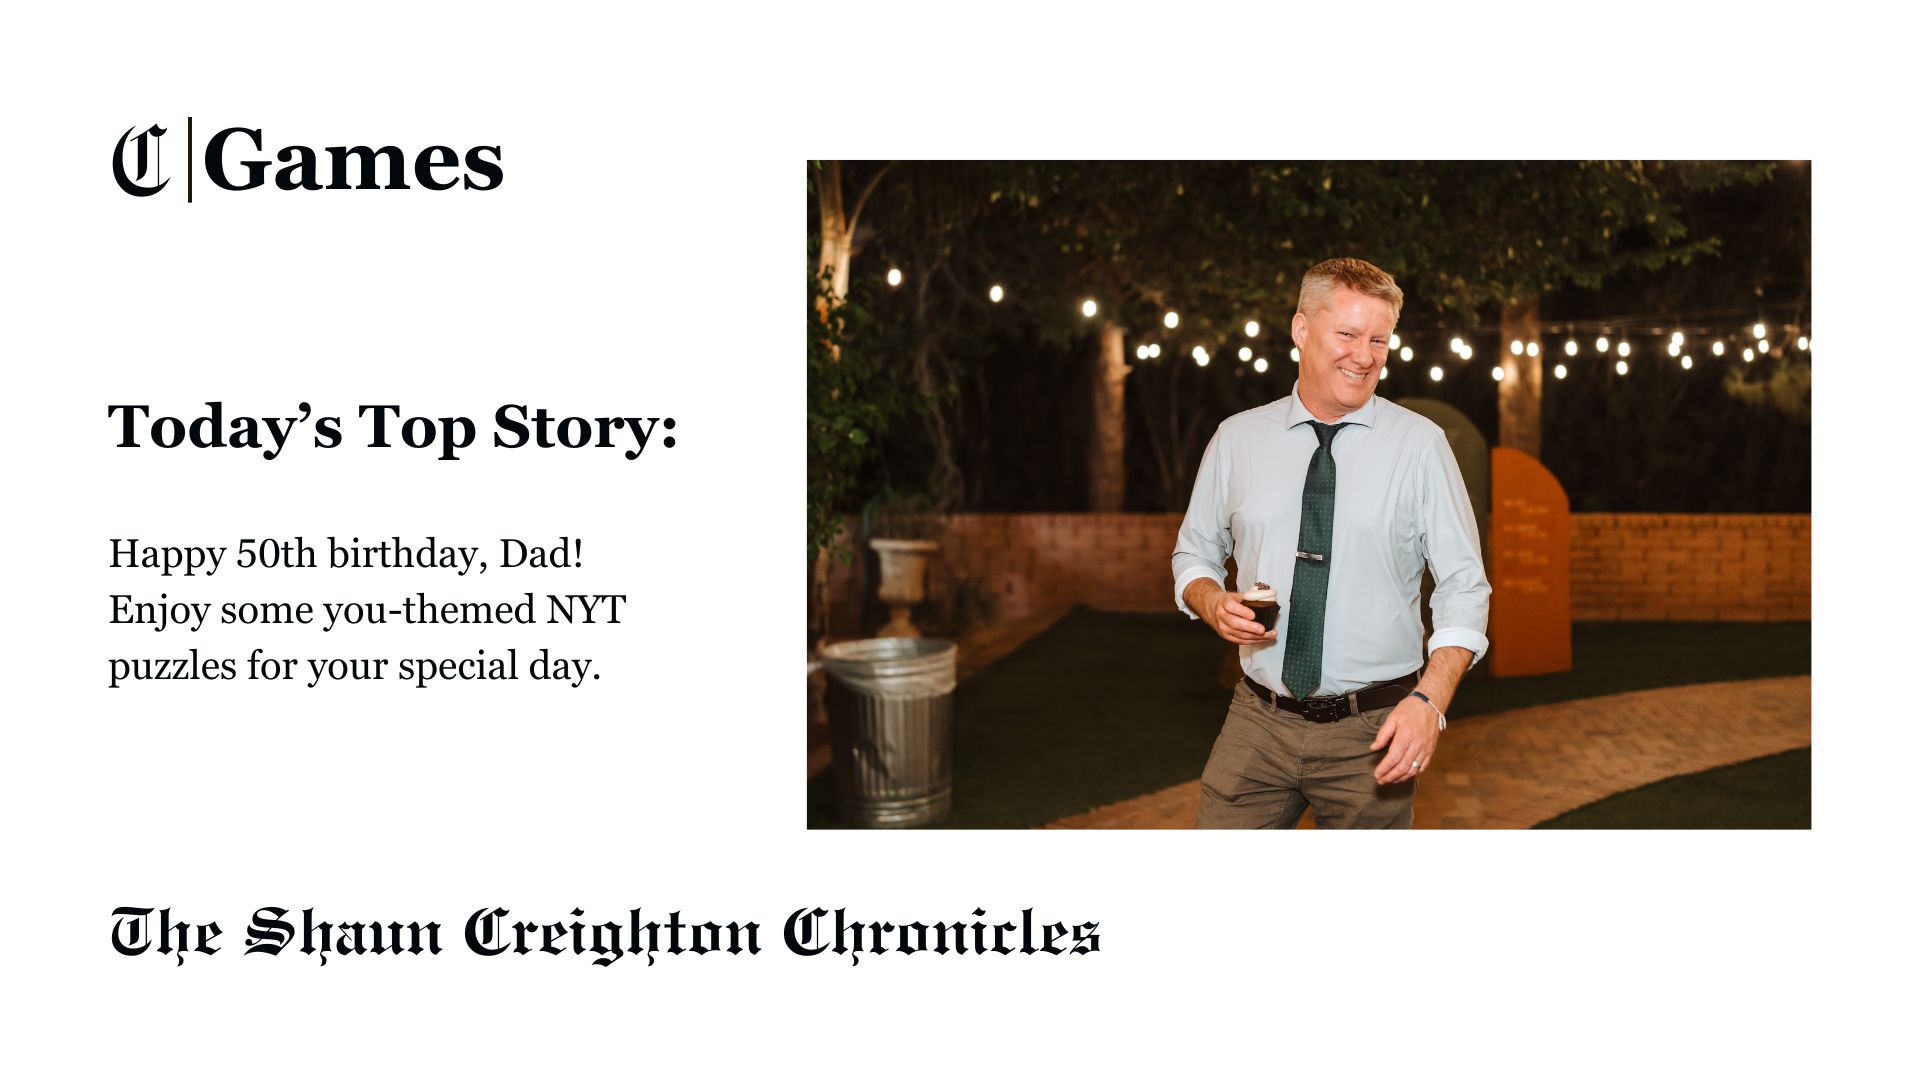 C | Games
Today’s Top Story:
Happy 50th birthday, Dad!
Enjoy some you-themed NYT
puzzles for your special day.
The Shaun Creighton Chronicles